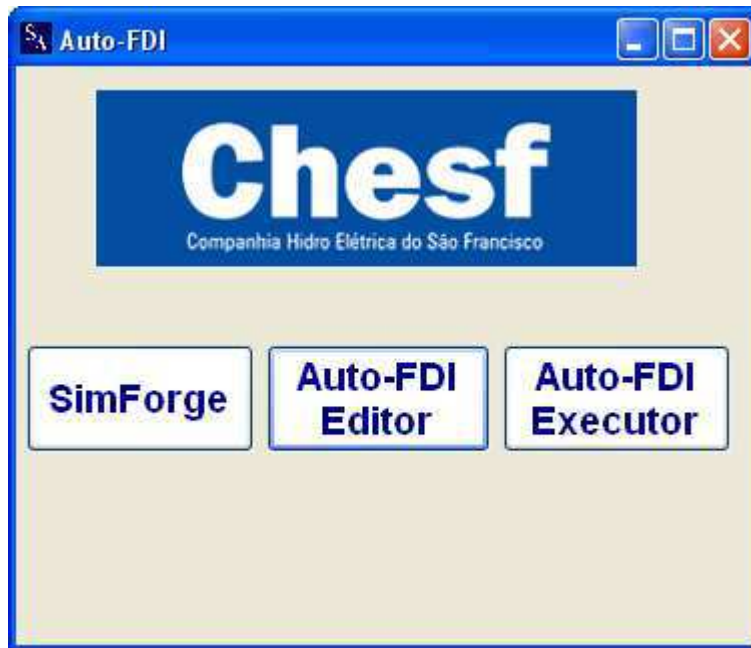 Auto-FDI
Chesf
Companhia Hidro Elétrica do São Francisco
SimForge
Auto-FDI
Editor
Auto-FDI
Executor